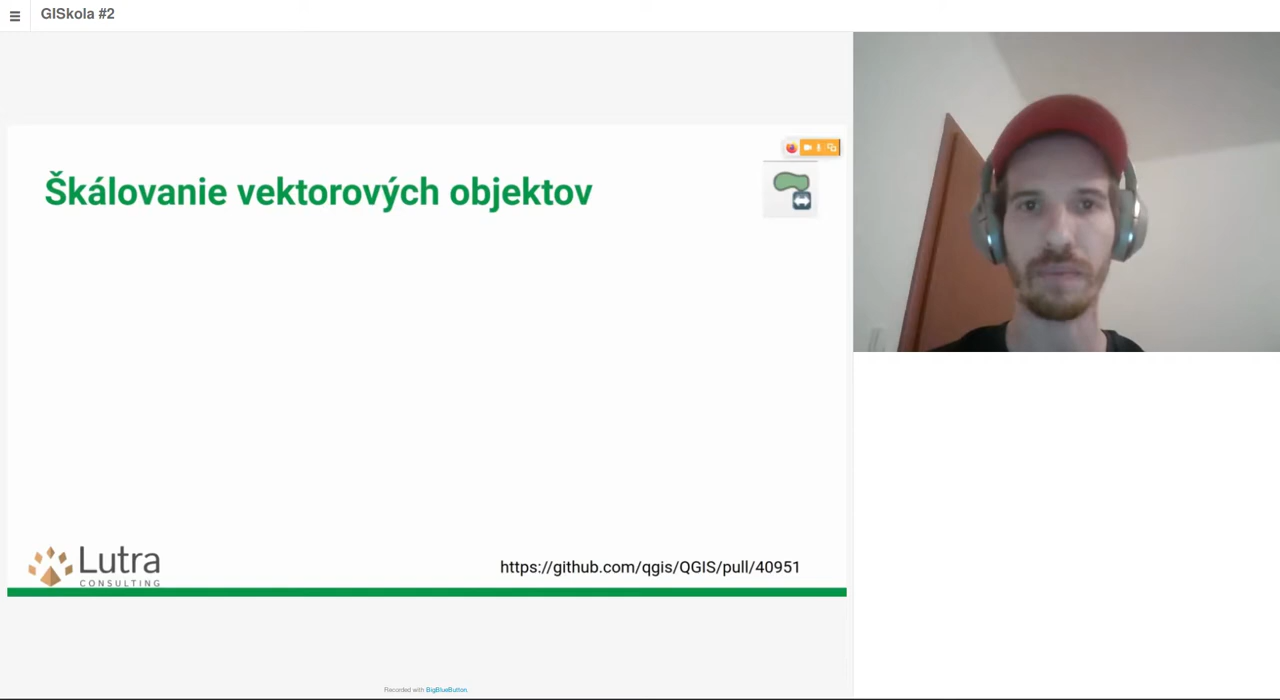 GISkola #2
Škálovanie vektorových objektov
Lutra
CONSULTING
https://github.com/qgis/QGIS/pull/40951
Recorded with BigBlueButton.